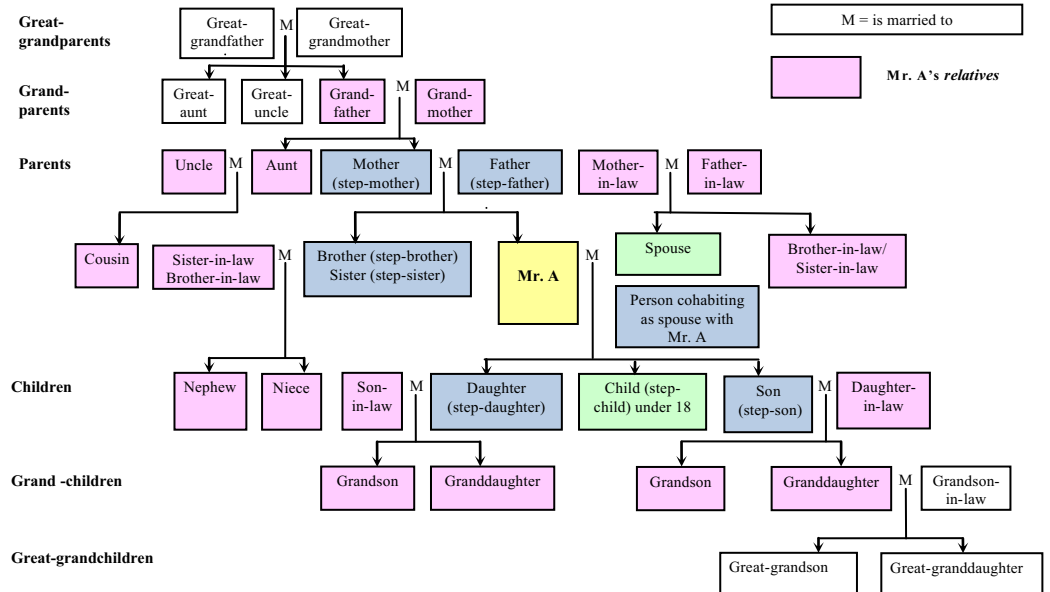 Great-
grandparents
Great-
grandfather
M
Great-
grandmother
M = is married to
Mr. A's relatives
Grand-
parents
Great-
aunt
Great-
uncle
Grand-
father
M
Grand-
mother
Parents
Uncle
M
Aunt
Mother
(step-mother)
M
Father
(step-father)
Mother-
in-law
M
Father-
in-law
Cousin
Sister-in-law
Brother-in-law
M
Brother (step-brother)
Sister (step-sister)
Mr. A
M
Spouse
Brother-in-law/
Sister-in-law
Person cohabiting
as spouse with
Mr. A
Children
Nephew
Niece
Son-
in-law
M
Daughter
(step-daughter)
Child (step-
child) under 18
Son
(step-son)
M
Daughter-
in-law
Grand -children
Grandson
Granddaughter
Grandson
Granddaughter
M
Grandson-
in-law
Great-grandchildren
Great-grandson
Great-granddaughter